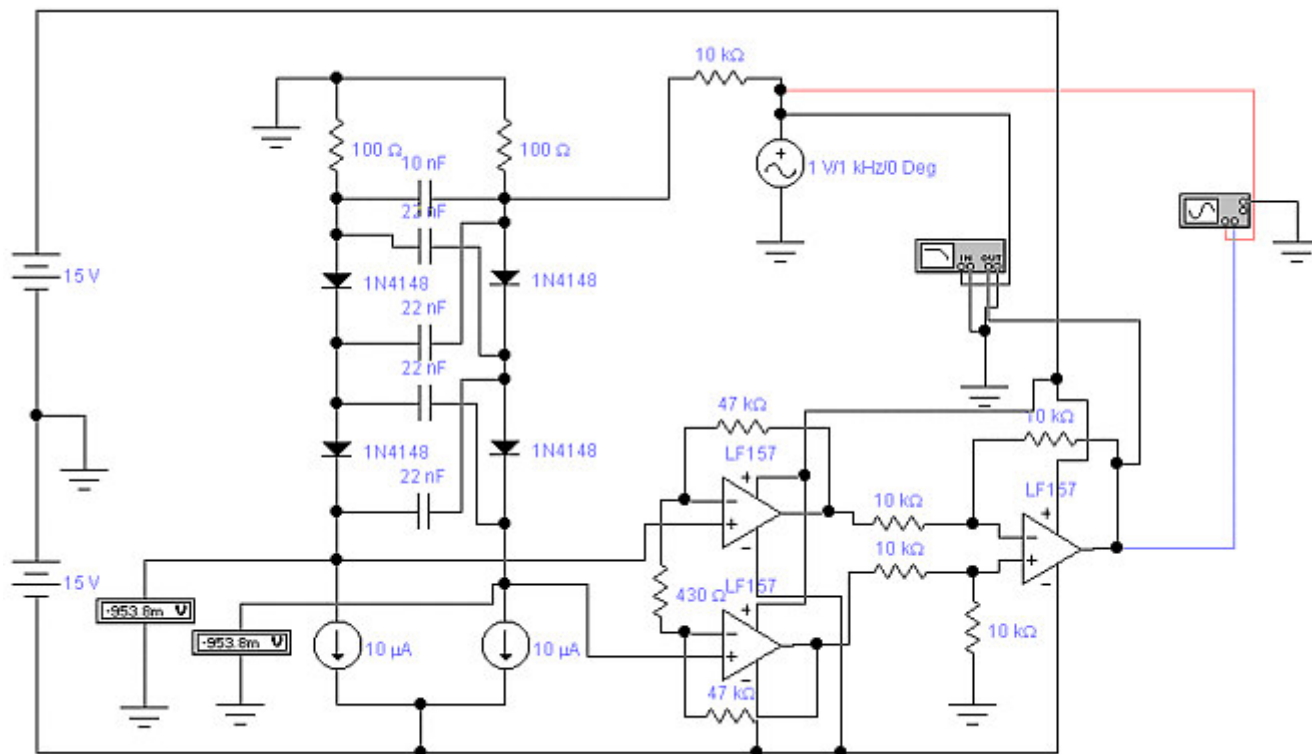 10 kΩ
100 Ω
100 Ω
10 nF
1 V/1 kHz/0 Deg
22 nF
15 V
1N4148
1N4148
IN OUT
22 nF
22 nF
47 kΩ
10 kΩ
1N4148
1N4148
LF157
22 nF
10 kΩ
LF157
10 kΩ
15 V
430 Ω
LF157
-953.8m V
-953.8m V
10 µA
10 µA
10 kΩ
47 kΩ